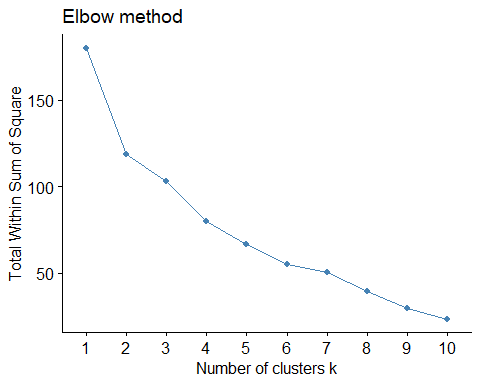 Elbow method
Total Within Sum of Square
150
100
50
1 2 3 4 5 6 7 8 9 10
Number of clusters k